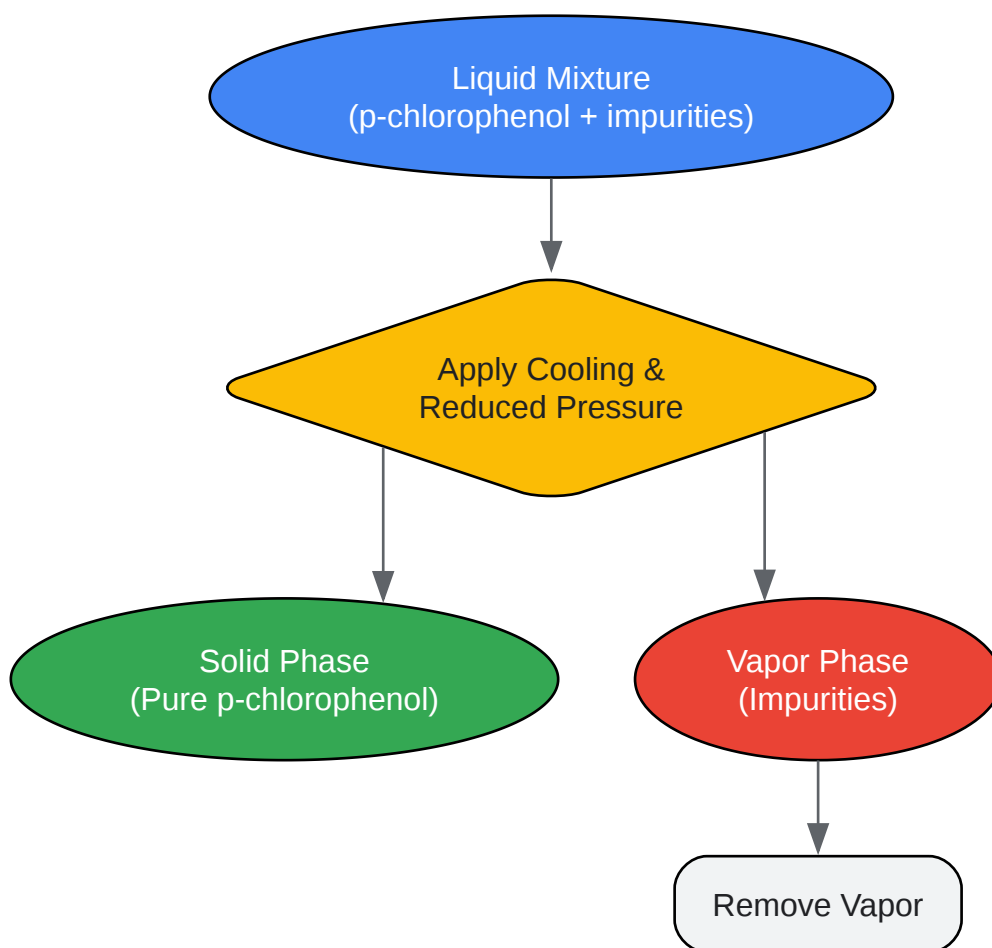 Liquid Mixture
(p-chlorophenol + impurities)
Apply Cooling &
Reduced Pressure
Solid Phase
(Pure p-chlorophenol)
Vapor Phase
(Impurities)
Remove Vapor